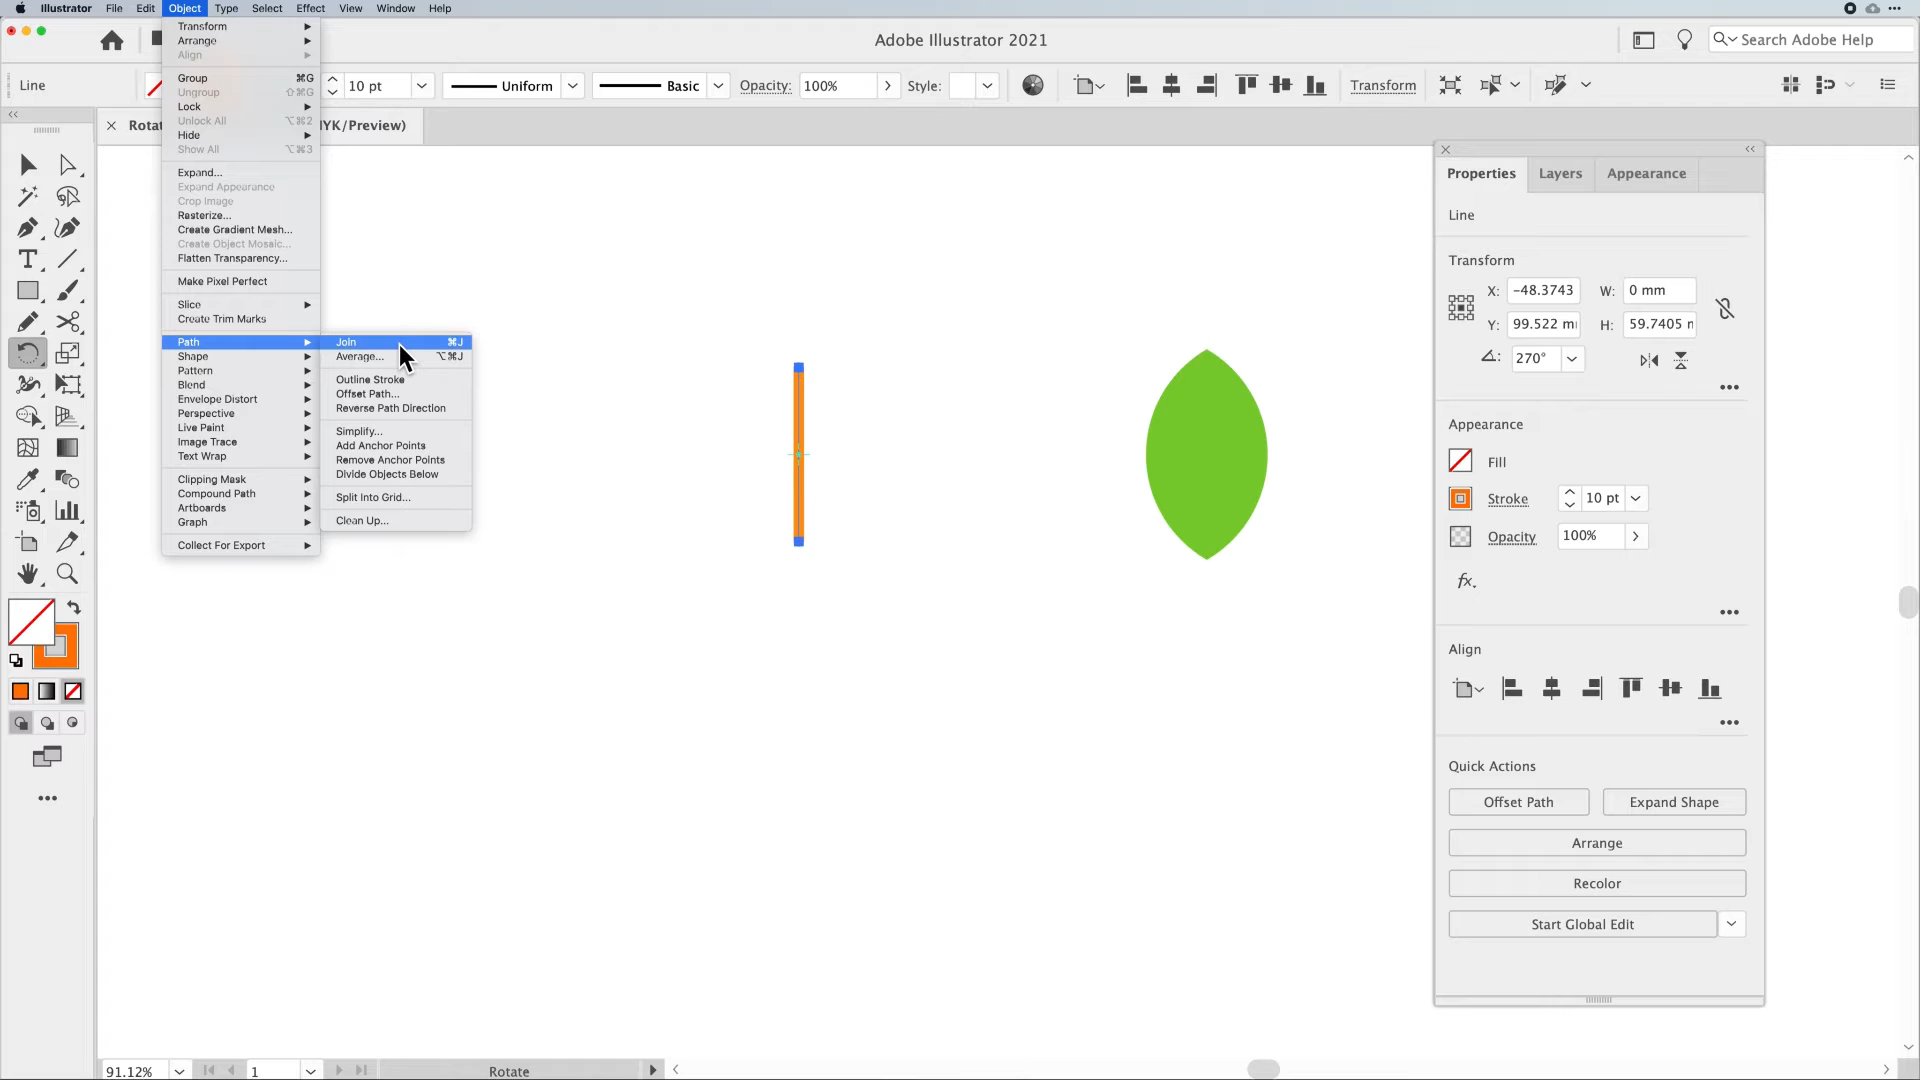 Illustrator File Edit Object Type Select Effect View Window Help
Adobe Illustrator 2021
Search Adobe Help
Line
10 pt
Uniform
Basic
Opacity: 100%
Style:
Transform
Rotat
YK/Preview)
Transform
Arrange
Align
Group ⌘G
Ungroup ⇧⌘G
Lock
Unlock All ⌥⌘2
Hide
Show All ⌥⌘3
Expand...
Expand Appearance
Crop Image
Rasterize...
Create Gradient Mesh...
Create Object Mosaic...
Flatten Transparency...
Make Pixel Perfect
Slice
Create Trim Marks
Path
Shape
Pattern
Blend
Envelope Distort
Perspective
Live Paint
Image Trace
Text Wrap
Clipping Mask
Compound Path
Artboards
Graph
Collect For Export
Join ⌘J
Average... ⌥⌘J
Outline Stroke
Offset Path...
Reverse Path Direction
Simplify...
Add Anchor Points
Remove Anchor Points
Divide Objects Below
Split Into Grid...
Clean Up...
Properties Layers Appearance
Line
Transform
X: -48.3743 W: 0 mm
Y: 99.522 m H: 59.7405 r
270°
Appearance
Fill
Stroke 10 pt
Opacity 100%
fx.
Align
Quick Actions
Offset Path Expand Shape
Arrange
Recolor
Start Global Edit
91.12% 1 Rotate